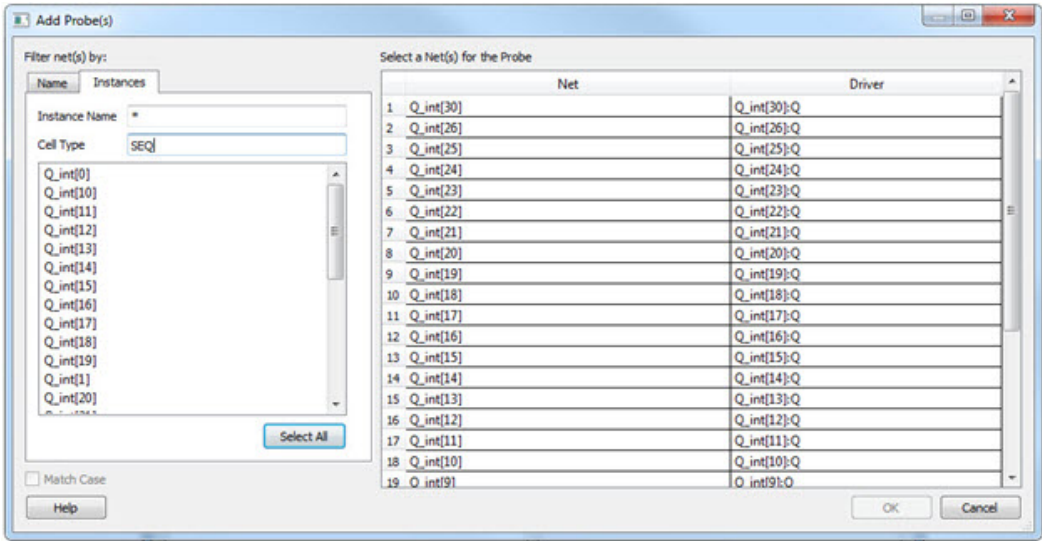 Add Probe(s)
Filter net(s) by:
Name Instances
Instance Name *
Cell Type SEQ
Q_int[0]
Q_int[10]
Q_int[11]
Q_int[12]
Q_int[13]
Q_int[14]
Q_int[15]
Q_int[16]
Q_int[17]
Q_int[18]
Q_int[19]
Q_int[1]
Q_int[20]
Select All
Match Case
Help
Select a Net(s) for the Probe
Net Driver
1 Q_int[30] Q_int[30]:Q
2 Q_int[26] Q_int[26]:Q
3 Q_int[25] Q_int[25]:Q
4 Q_int[24] Q_int[24]:Q
5 Q_int[23] Q_int[23]:Q
6 Q_int[22] Q_int[22]:Q
7 Q_int[21] Q_int[21]:Q
8 Q_int[20] Q_int[20]:Q
9 Q_int[19] Q_int[19]:Q
10 Q_int[18] Q_int[18]:Q
11 Q_int[17] Q_int[17]:Q
12 Q_int[16] Q_int[16]:Q
13 Q_int[15] Q_int[15]:Q
14 Q_int[14] Q_int[14]:Q
15 Q_int[13] Q_int[13]:Q
16 Q_int[12] Q_int[12]:Q
17 Q_int[11] Q_int[11]:Q
18 Q_int[10] Q_int[10]:Q
19 Q_int[9] Q_int[9]:Q
OK Cancel